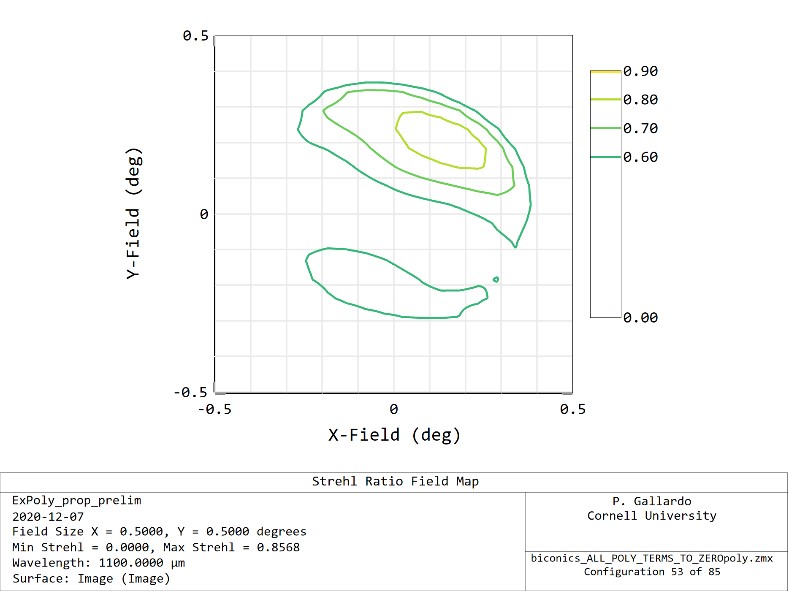 0.5
0
-0.5
Y-Field (deg)
-0.5
0
0.5
X-Field (deg)
0.90
0.80
0.70
0.60
0.00
Strehl Ratio Field Map
ExPoly_prop_prelim
2020-12-07
Field Size X = 0.5000, Y = 0.5000 degrees
Min Strehl = 0.0000, Max Strehl = 0.8568
Wavelength: 1100.0000 µm
Surface: Image (Image)
P. Gallardo
Cornell University
biconics_ALL_POLY_TERMS_TO_ZEROpoly.zmx
Configuration 53 of 85